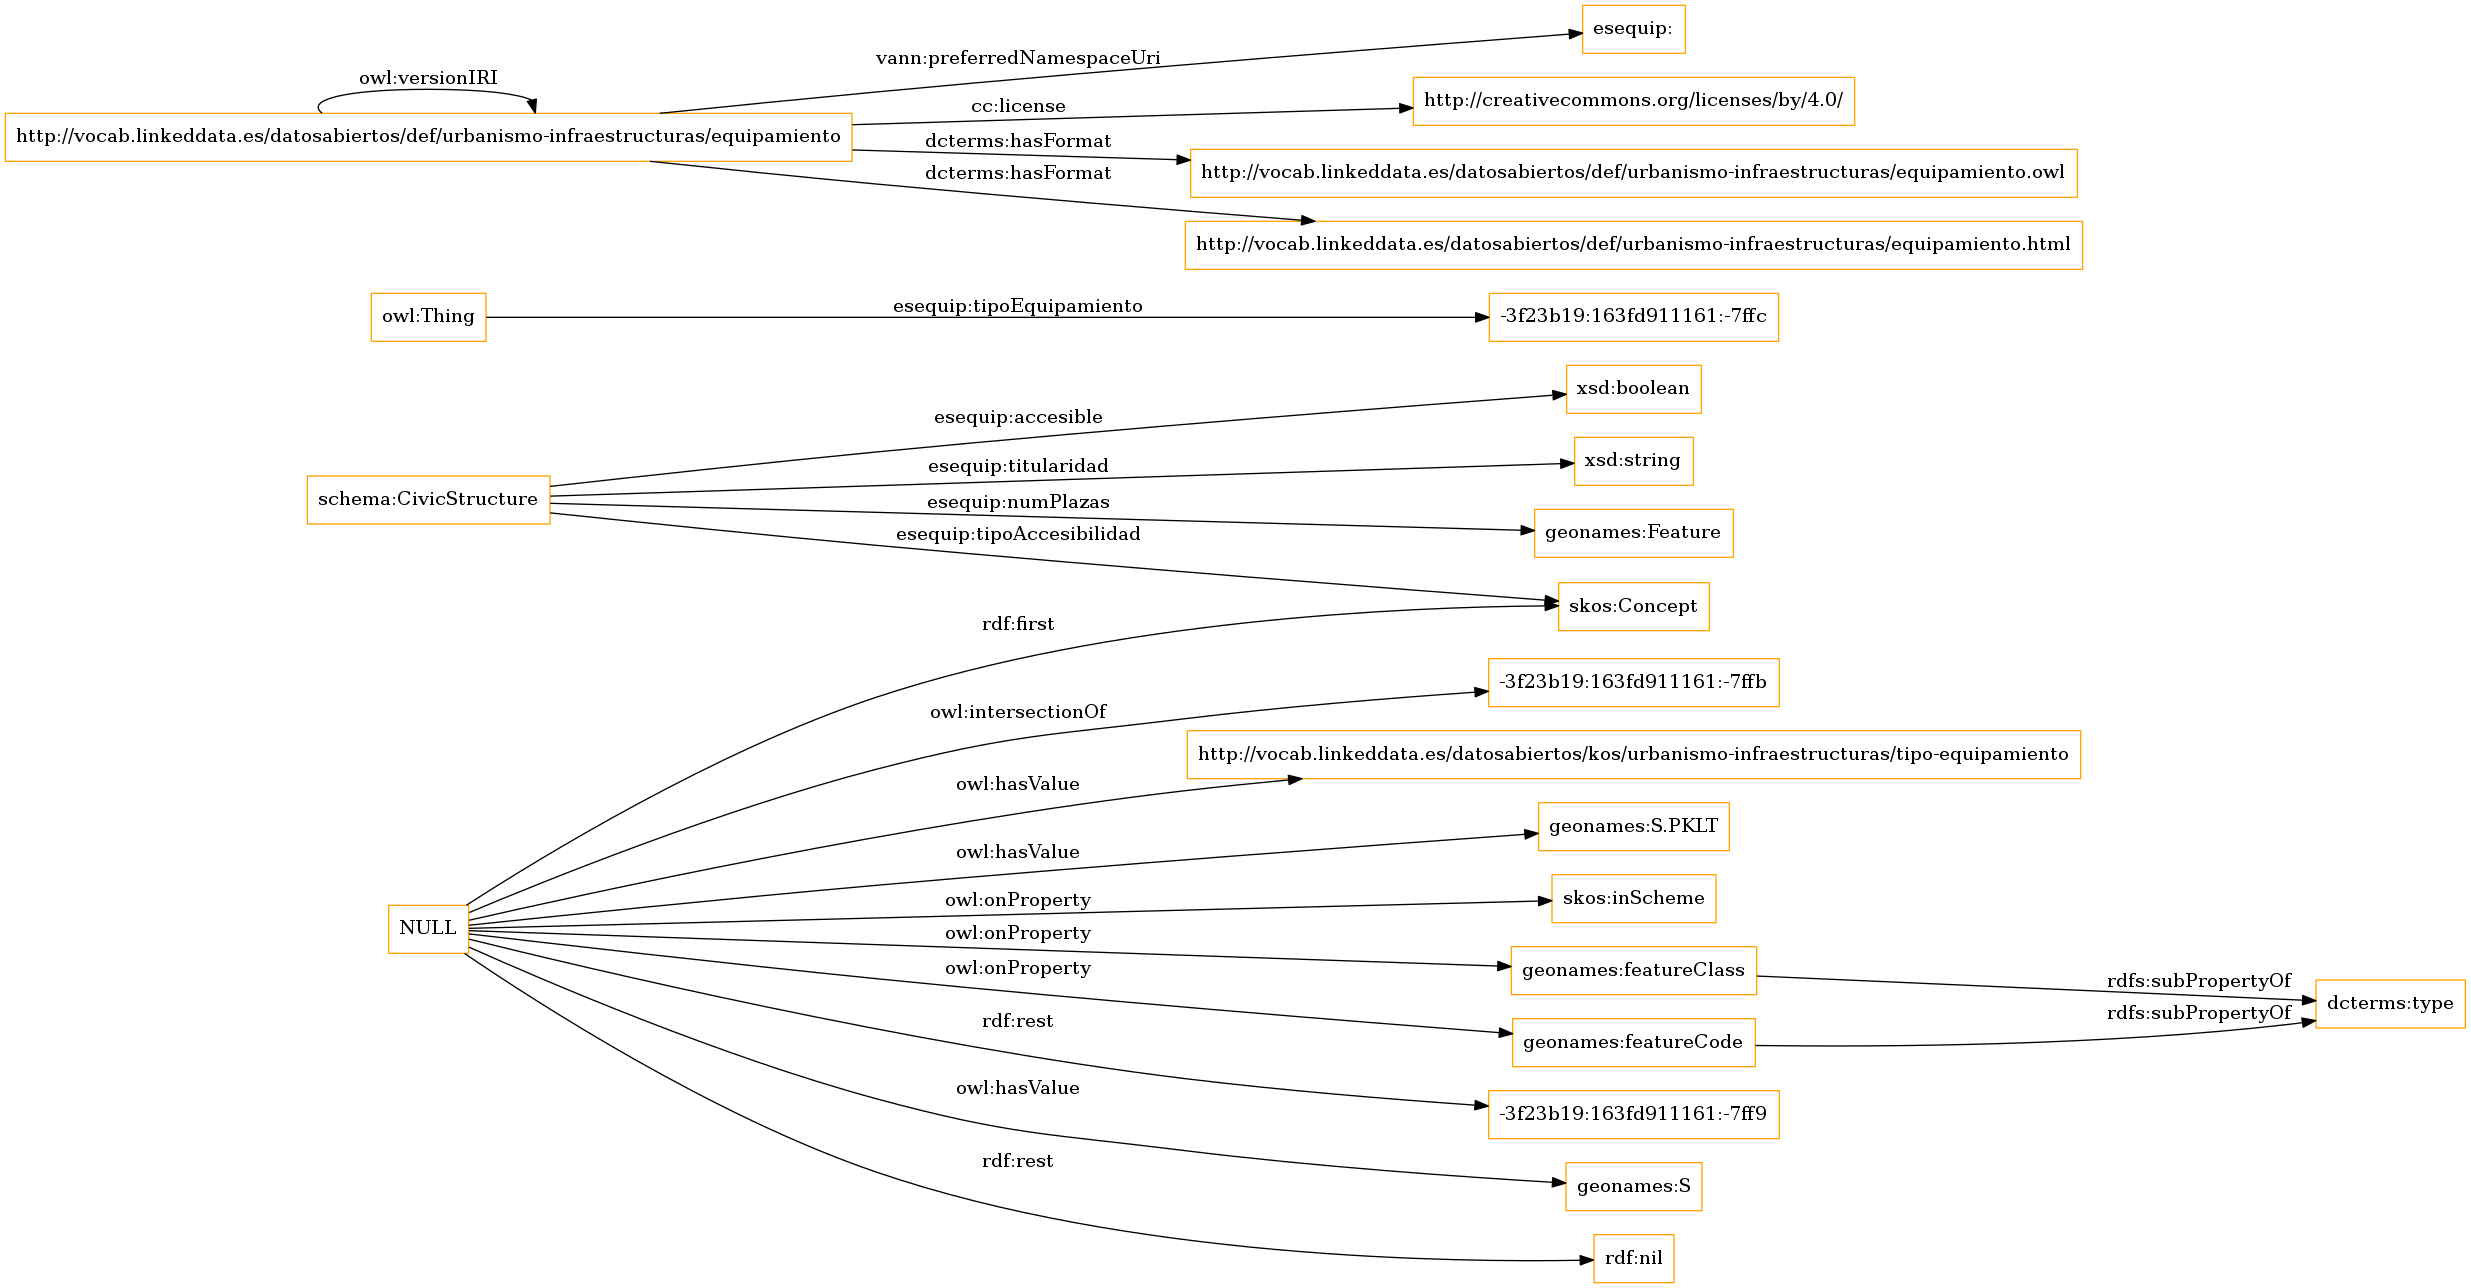 esequip:
vann:preferredNamespaceUri
owl:versionIRI
http://creativecommons.org/licenses/by/4.0/
cc:license
http://vocab.linkeddata.es/datosabiertos/def/urbanismo-infraestructuras/equipamiento
dcterms:hasFormat
http://vocab.linkeddata.es/datosabiertos/def/urbanismo-infraestructuras/equipamiento.owl
dcterms:hasFormat
http://vocab.linkeddata.es/datosabiertos/def/urbanismo-infraestructuras/equipamiento.html
owl:Thing
esequip:tipoEquipamiento
-3f23b19:163fd911161:-7ffc
xsd:boolean
esequip:accesible
esequip:titularidad
xsd:string
schema:CivicStructure
esequip:numPlazas
geonames:Feature
esequip:tipoAccesibilidad
skos:Concept
rdf:first
-3f23b19:163fd911161:-7ffb
owl:intersectionOf
http://vocab.linkeddata.es/datosabiertos/kos/urbanismo-infraestructuras/tipo-equipamiento
owl:hasValue
geonames:S.PKLT
owl:hasValue
owl:onProperty
skos:inScheme
NULL
owl:onProperty
geonames:featureClass
rdfs:subPropertyOf
owl:onProperty
dcterms:type
rdfs:subPropertyOf
rdf:rest
geonames:featureCode
owl:hasValue
-3f23b19:163fd911161:-7ff9
rdf:rest
geonames:S
rdf:nil